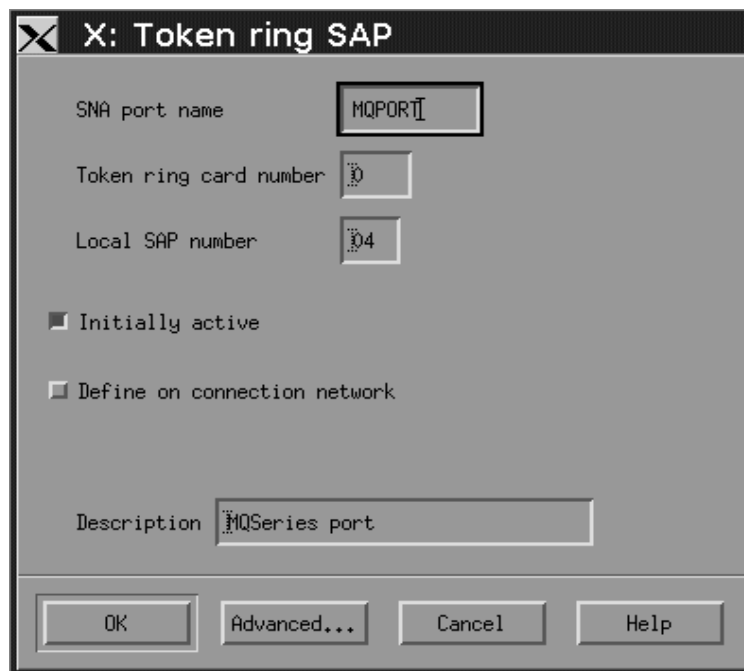 X: Token ring SAP
SNA port name MQPORT
Token ring card number 0
Local SAP number 04
Initially active
Define on connection network
Description MQSeries port
OK Advanced... Cancel Help